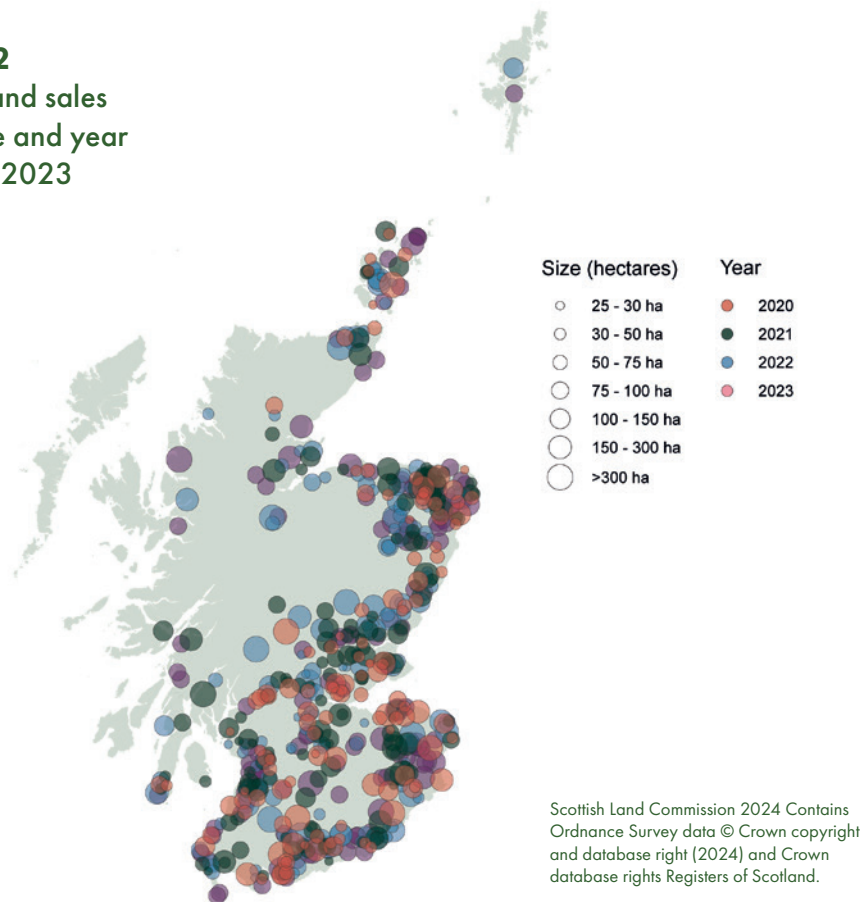 2
and sales
e and year
2023
Size (hectares)
25 - 30 ha
30 - 50 ha
50 - 75 ha
75 - 100 ha
100 - 150 ha
150 - 300 ha
>300 ha
Year
2020
2021
2022
2023
Scottish Land Commission 2024 Contains
Ordnance Survey data © Crown copyright
and database right (2024) and Crown
database rights Registers of Scotland.